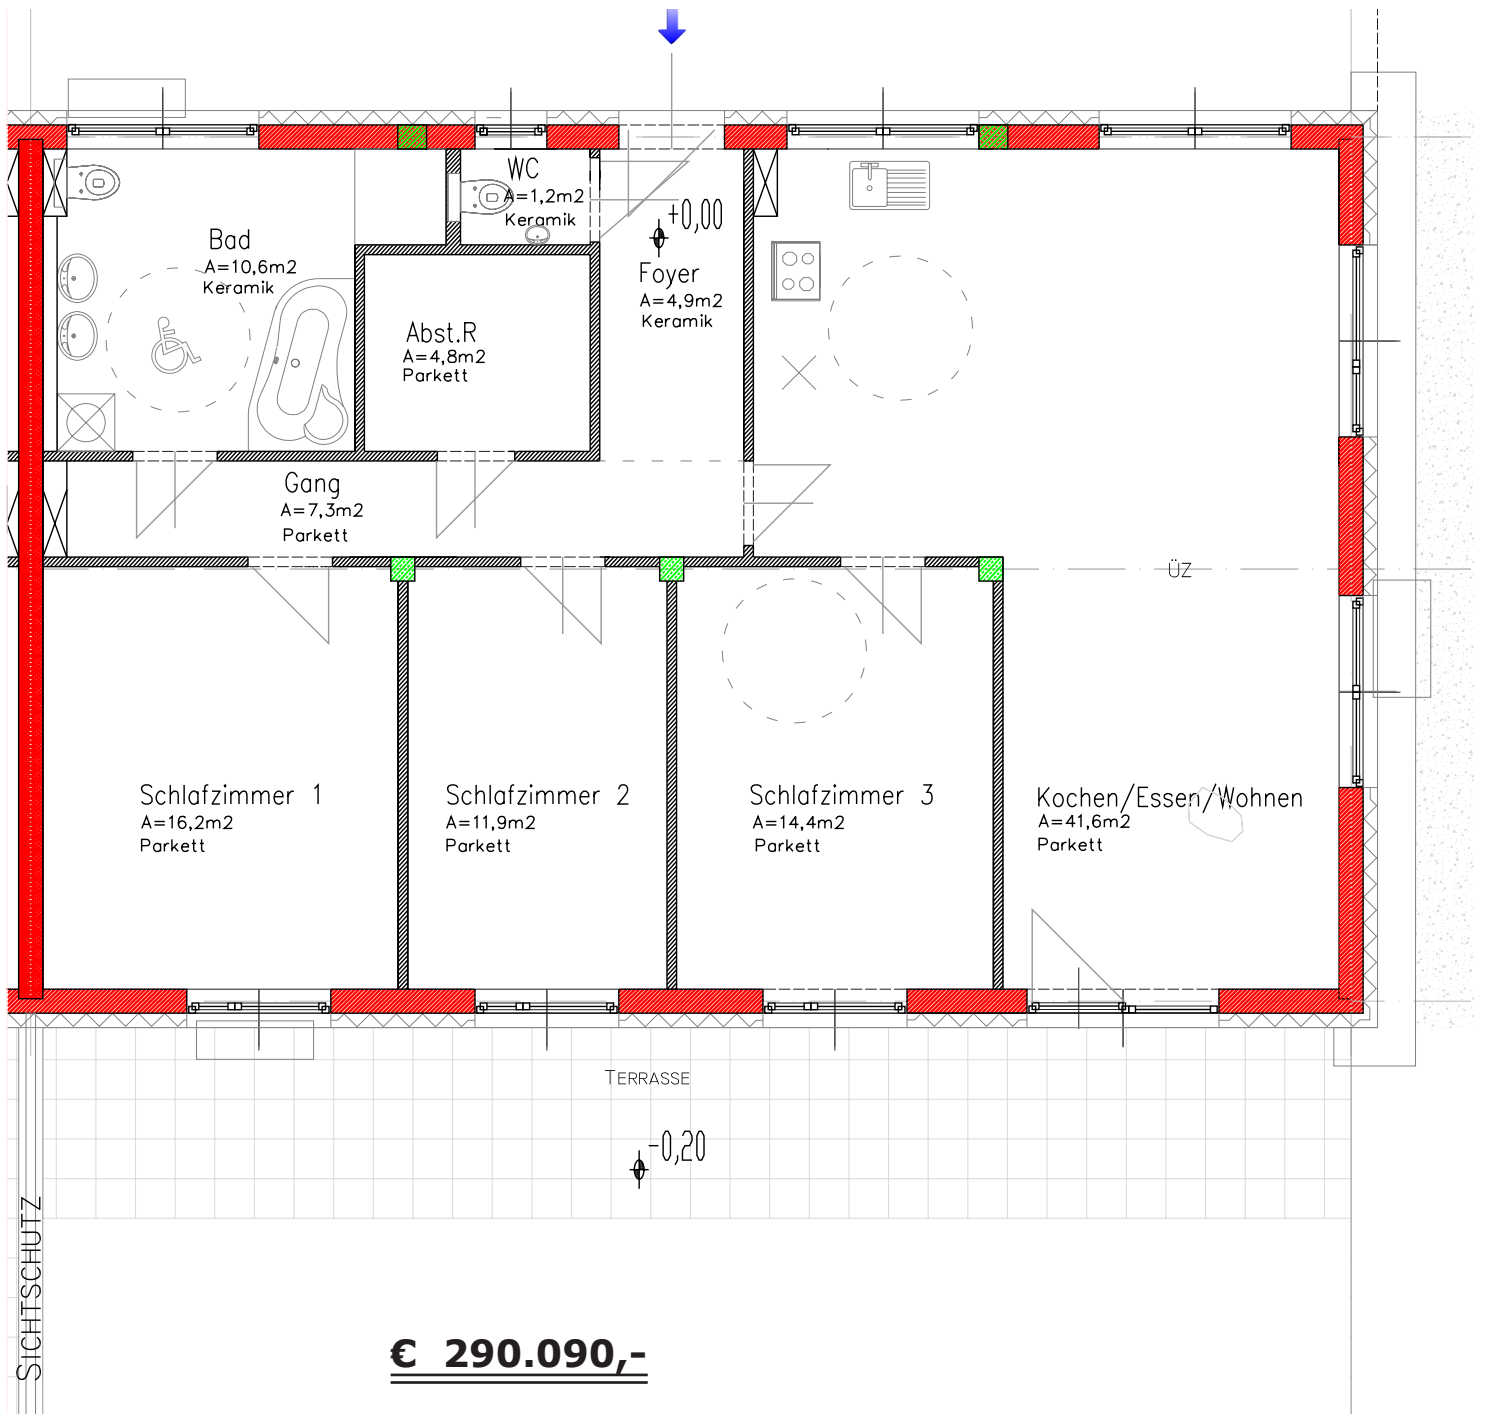 WC
A=1,2m2
Keramik
+0,00
Bad
A=10,6m2
Keramik
Foyer
A=4,9m2
Keramik
Abst.R
A=4,8m2
Parkett
Gang
A=7,3m2
Parkett
ÜZ
Schlafzimmer 1
A=16,2m2
Parkett
Schlafzimmer 2
A=11,9m2
Parkett
Schlafzimmer 3
A=14,4m2
Parkett
Kochen/Essen/Wohnen
A=41,6m2
Parkett
TERRASSE
-0,20
SICHTSCHUTZ
€ 290.090,-